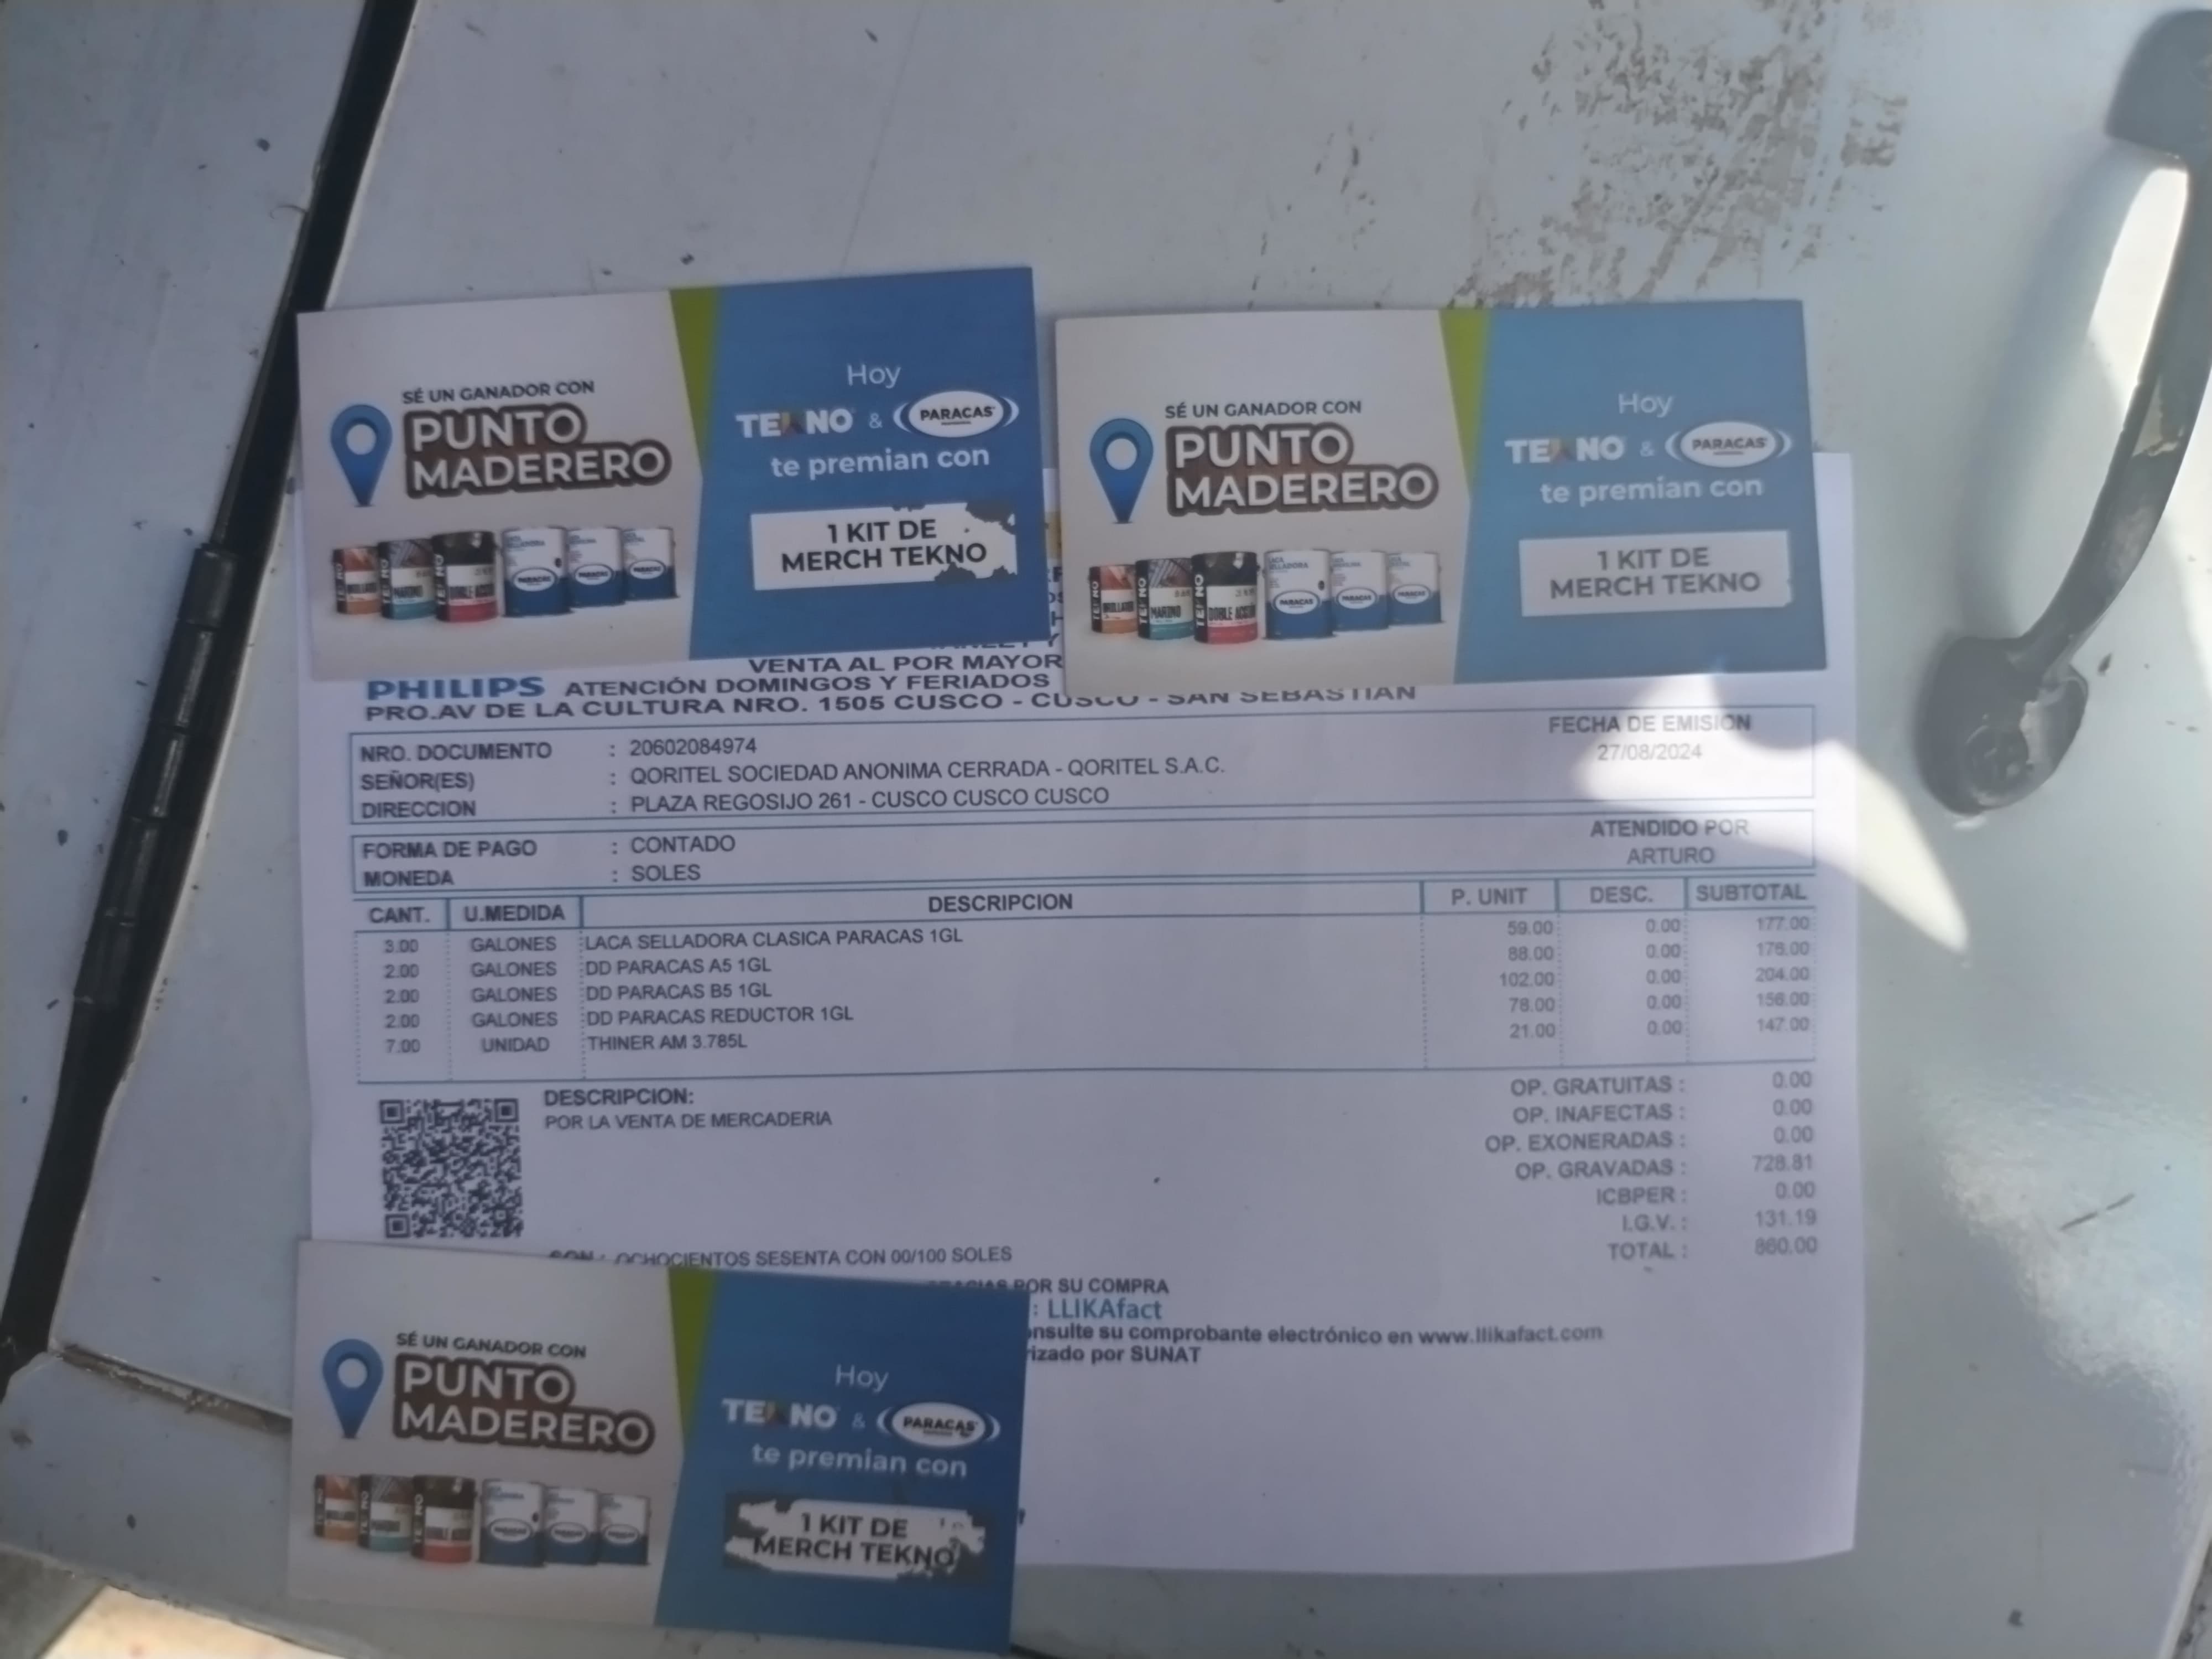 SÉ UN GANADOR CON
PUNTO
MADERERO
Hoy
TEKNO & PARACAS
te premian con
1 KIT DE
MERCH TEKNO
SÉ UN GANADOR CON
PUNTO
MADERERO
Hoy
TEKNO & PARACAS
te premian con
1 KIT DE
MERCH TEKNO
VENTA AL POR MAYOR
PHILIPS ATENCIÓN DOMINGOS Y FERIADOS
PRO.AV DE LA CULTURA NRO. 1505 CUSCO - CUSCO - SAN SEBASTIAN
NRO. DOCUMENTO : 20602084974
SEÑOR(ES) : QORITEL SOCIEDAD ANONIMA CERRADA - QORITEL S.A.C.
DIRECCION : PLAZA REGOSIJO 261 - CUSCO CUSCO CUSCO
FECHA DE EMISION
27/08/2024
FORMA DE PAGO : CONTADO
MONEDA : SOLES
ATENDIDO POR
ARTURO
CANT. U.MEDIDA DESCRIPCION P. UNIT DESC. SUBTOTAL
3.00 GALONES LACA SELLADORA CLASICA PARACAS 1GL 59.00 0.00 177.00
2.00 GALONES DD PARACAS A5 1GL 88.00 0.00 176.00
2.00 GALONES DD PARACAS B5 1GL 102.00 0.00 204.00
2.00 GALONES DD PARACAS REDUCTOR 1GL 78.00 0.00 156.00
7.00 UNIDAD THINER AM 3.785L 21.00 0.00 147.00
DESCRIPCION:
POR LA VENTA DE MERCADERIA
OP. GRATUITAS : 0.00
OP. INAFECTAS : 0.00
OP. EXONERADAS : 0.00
OP. GRAVADAS : 728.81
ICBPER : 0.00
I.G.V. : 131.19
TOTAL : 860.00
SON : OCHOCIENTOS SESENTA CON 00/100 SOLES
GRACIAS POR SU COMPRA
: LLIKAfact
onsulte su comprobante electrónico en www.llikafact.com
rizado por SUNAT
SÉ UN GANADOR CON
PUNTO
MADERERO
Hoy
TEKNO & PARACAS
te premian con
1 KIT DE
MERCH TEKNO